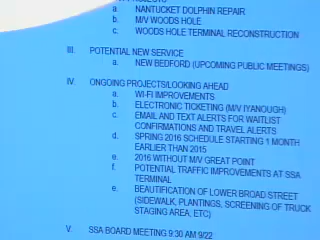 a. NANTUCKET DOLPHIN REPAIR
b. M/V WOODS HOLE
c. WOODS HOLE TERMINAL RECONSTRUCTION
III. POTENTIAL NEW SERVICE
a. NEW BEDFORD (UPCOMING PUBLIC MEETINGS)
IV. ONGOING PROJECTS/LOOKING AHEAD
a. WI-FI IMPROVEMENTS
b. ELECTRONIC TICKETING (M/V IYANOUGH)
c. EMAIL AND TEXT ALERTS FOR WAITLIST
CONFIRMATIONS AND TRAVEL ALERTS
d. SPRING 2016 SCHEDULE STARTING 1 MONTH
EARLIER THAN 2015
e. 2016 WITHOUT M/V GREAT POINT
f. POTENTIAL TRAFFIC IMPROVEMENTS AT SSA
TERMINAL
e. BEAUTIFICATION OF LOWER BROAD STREET
(SIDEWALK, PLANTINGS, SCREENING OF TRUCK
STAGING AREA, ETC)
V. SSA BOARD MEETING 9:30 AM 9/22